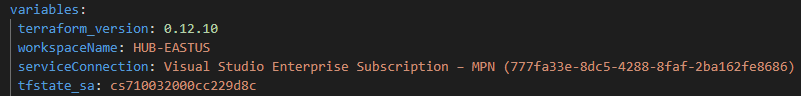 variables:
terraform_version: 0.12.10
workspaceName: HUB-EASTUS
serviceConnection: Visual Studio Enterprise Subscription – MPN (777fa33e-8dc5-4288-8faf-2ba162fe8686)
tfstate_sa: cs710032000cc229d8c